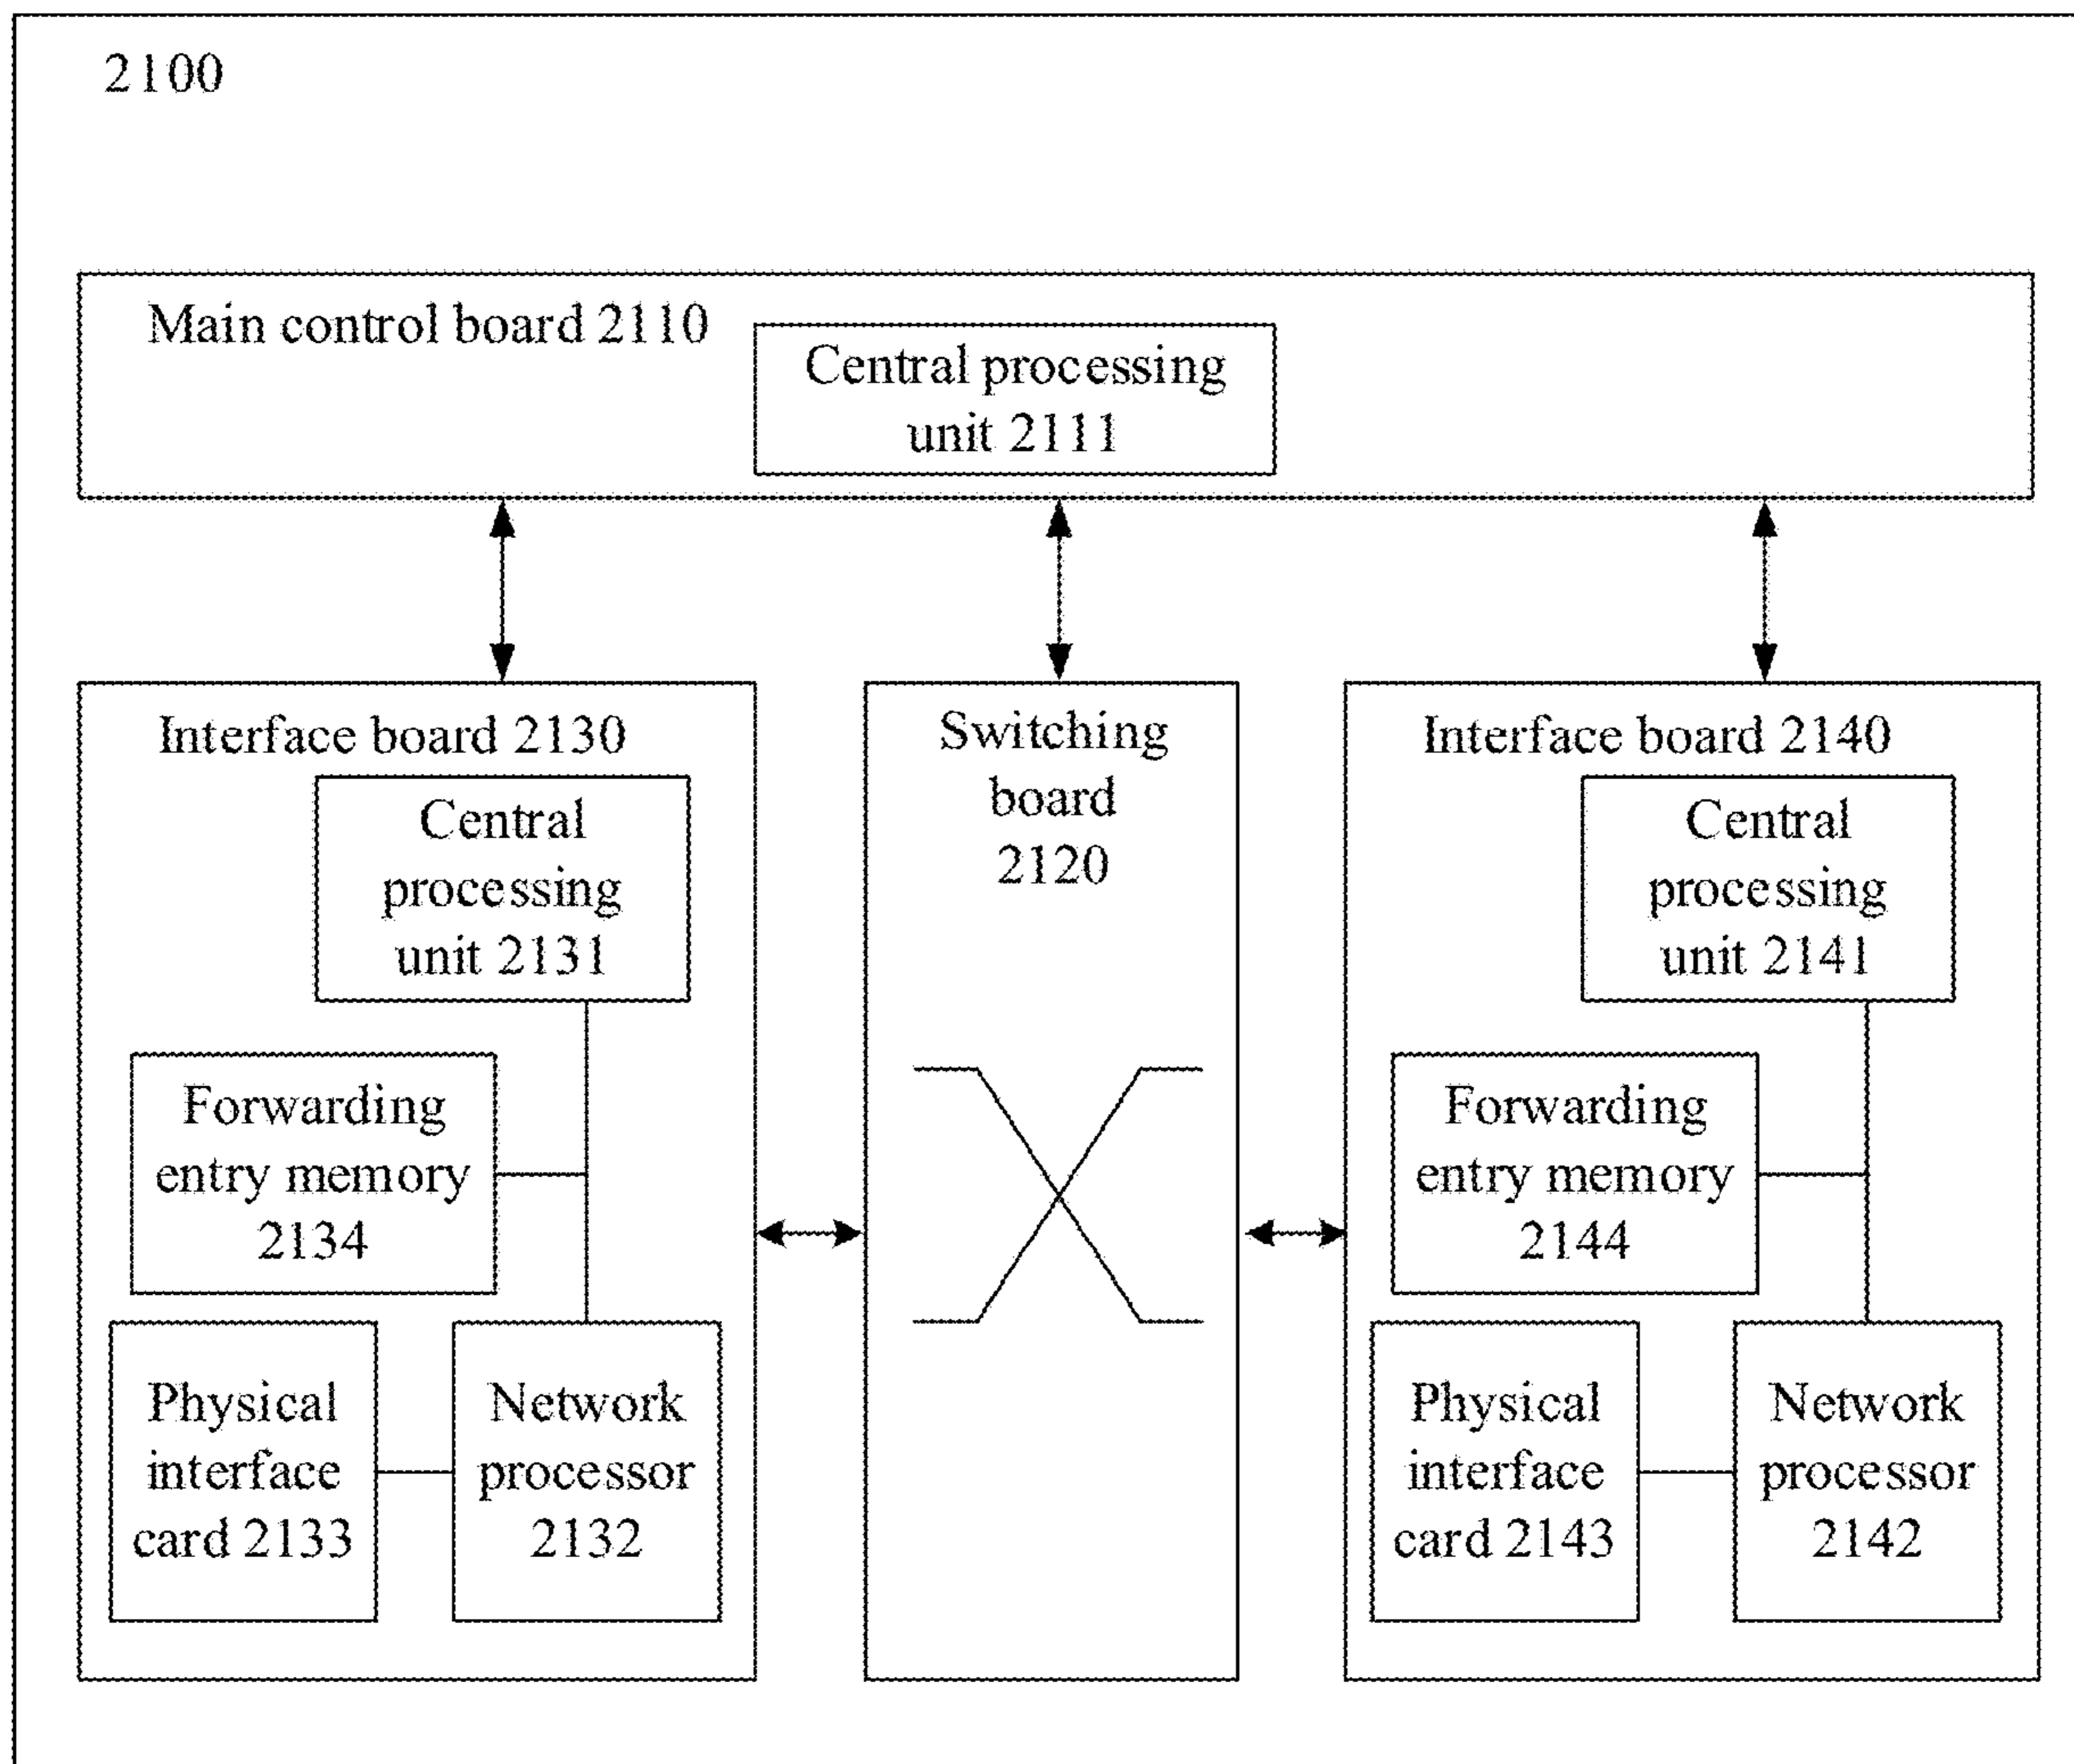 2100
Main control board 2110
Central processing
unit 2111
Interface board 2130
Central
processing
unit 2131
Forwarding
entry memory
2134
Physical
interface
card 2133
Network
processor
2132
Switching
board
2120
Interface board 2140
Central
processing
unit 2141
Forwarding
entry memory
2144
Physical
interface
card 2143
Network
processor
2142